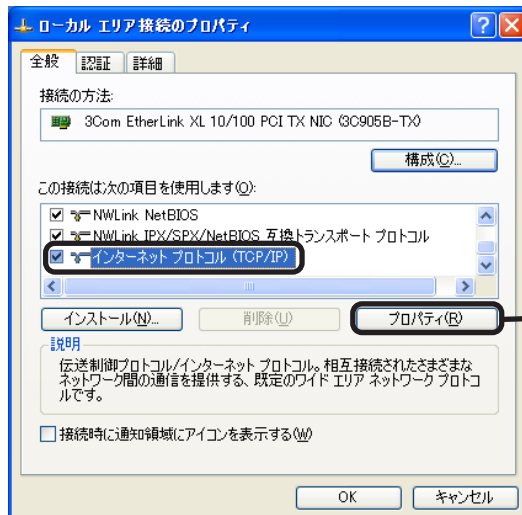 ローカル エリア接続のプロパティ
全般 認証 詳細
接続の方法:
3Com EtherLink XL 10/100 PCI TX NIC (3C905B-TX)
構成(C)...
この接続は次の項目を使用します(O):
NWLink NetBIOS
NWLink IPX/SPX/NetBIOS 互換トランスポート プロトコル
インターネット プロトコル (TCP/IP)
インストール(N)... 削除(U) プロパティ(R)
説明
伝送制御プロトコル/インターネット プロトコル。相互接続されたさまざまな
ネットワーク間の通信を提供する、既定のワイド エリア ネットワーク プロトコ
ルです。
接続時に通知領域にアイコンを表示する(W)
OK キャンセル